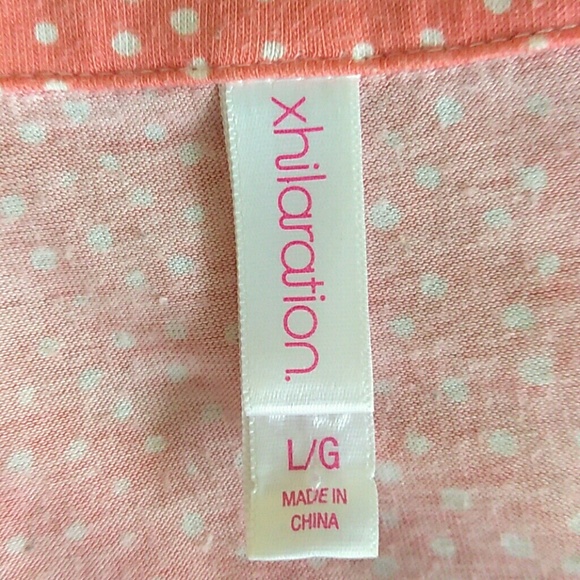 xhilaration.
L/G
MADE IN
CHINA